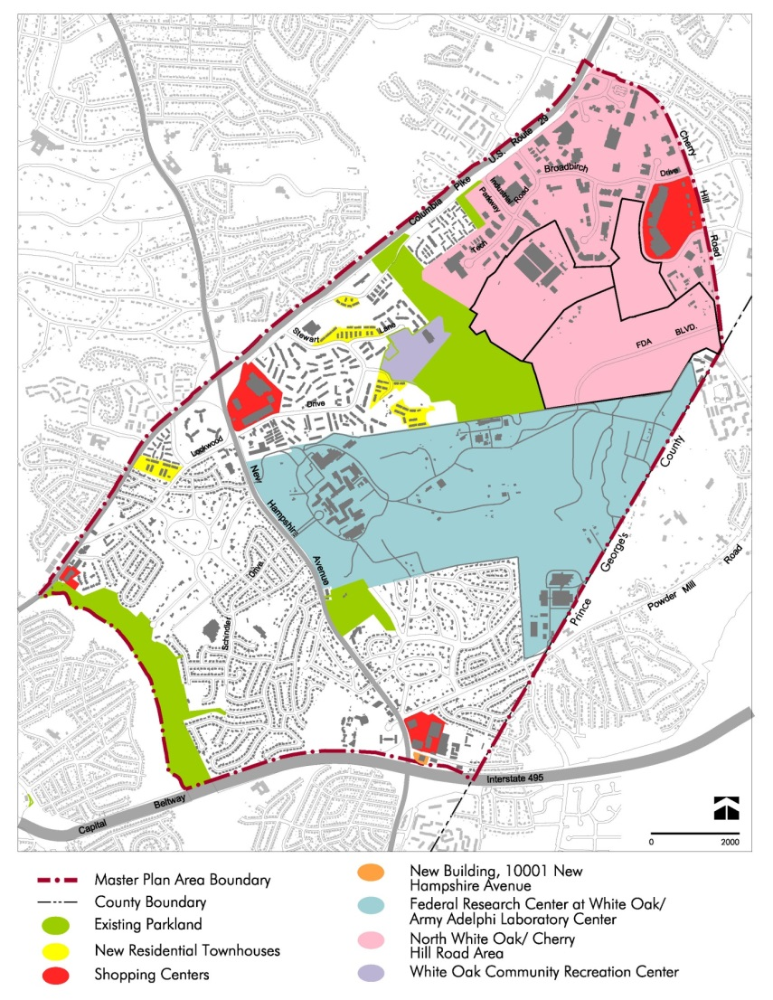 U.S. Route 29
Columbia Pike
Cherry
Hill
Road
Broadbirch
Drive
Industrial
Parkway
Road
Tech
Stewart
Lane
FDA BLVD.
Drive
Lockwood
New
Hampshire
Avenue
County
George's
Prince
Powder Mill Road
Drive
Schindler
Interstate 495
Capital
Beltway
0 2000
Master Plan Area Boundary
County Boundary
Existing Parkland
New Residential Townhouses
Shopping Centers
New Building, 10001 New
Hampshire Avenue
Federal Research Center at White Oak/
Army Adelphi Laboratory Center
North White Oak/ Cherry
Hill Road Area
White Oak Community Recreation Center